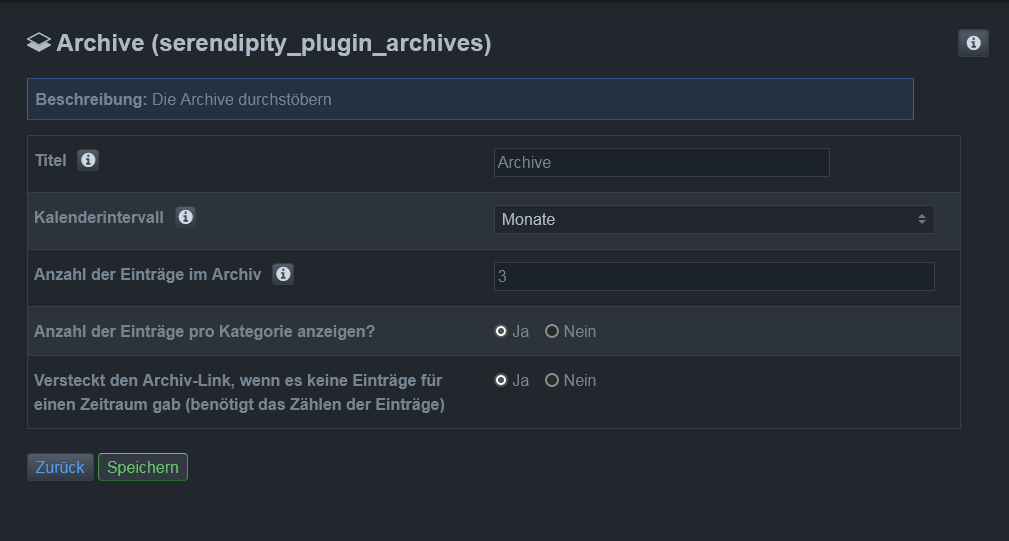 Archive (serendipity_plugin_archives)
Beschreibung: Die Archive durchstöbern
Titel
Archive
Kalenderintervall
Monate
Anzahl der Einträge im Archiv
3
Anzahl der Einträge pro Kategorie anzeigen?
Ja Nein
Versteckt den Archiv-Link, wenn es keine Einträge für
einen Zeitraum gab (benötigt das Zählen der Einträge)
Ja Nein
Zurück Speichern